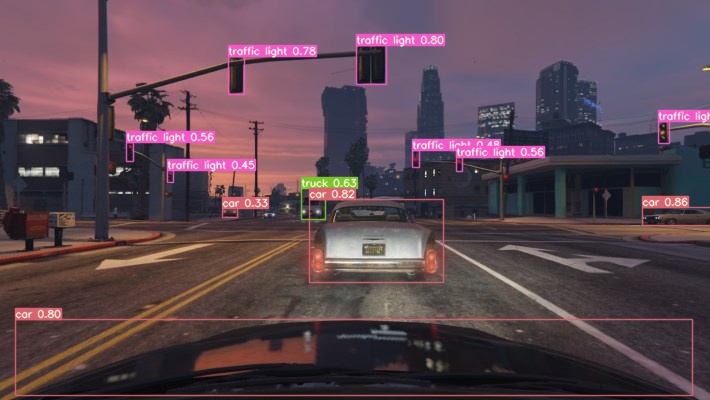 traffic light 0.80
traffic light 0.78
traffic light
traffic light 0.56
traffic light 0.48
traffic light 0.56
traffic light 0.45
truck 0.63
car 0.82
car 0.33
car 0.86
car 0.80